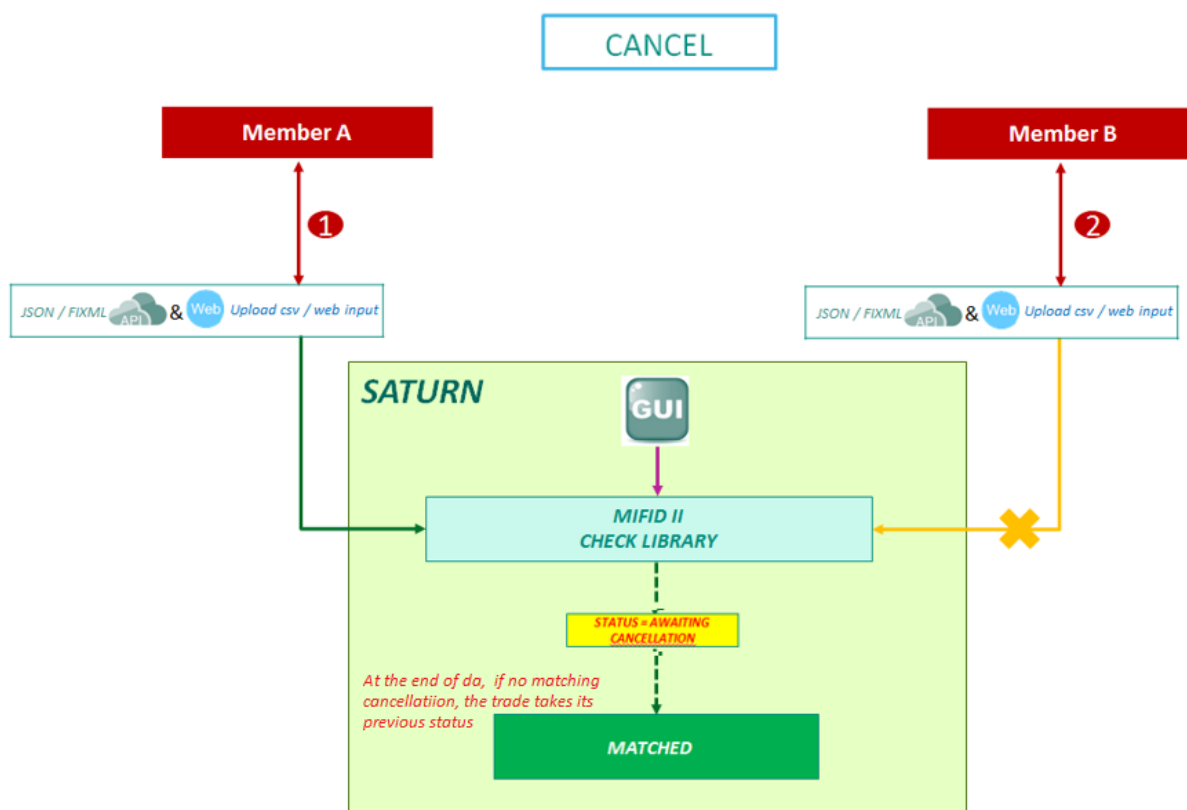 CANCEL
Member A
Member B
1
2
JSON / FIXML API & Web Upload csv / web input
JSON / FIXML API & Web Upload csv / web input
SATURN
GUI
MIFID II
CHECK LIBRARY
STATUS = AWAITING
CANCELLATION
At the end of da, if no matching
cancellatiion, the trade takes its
previous status
MATCHED